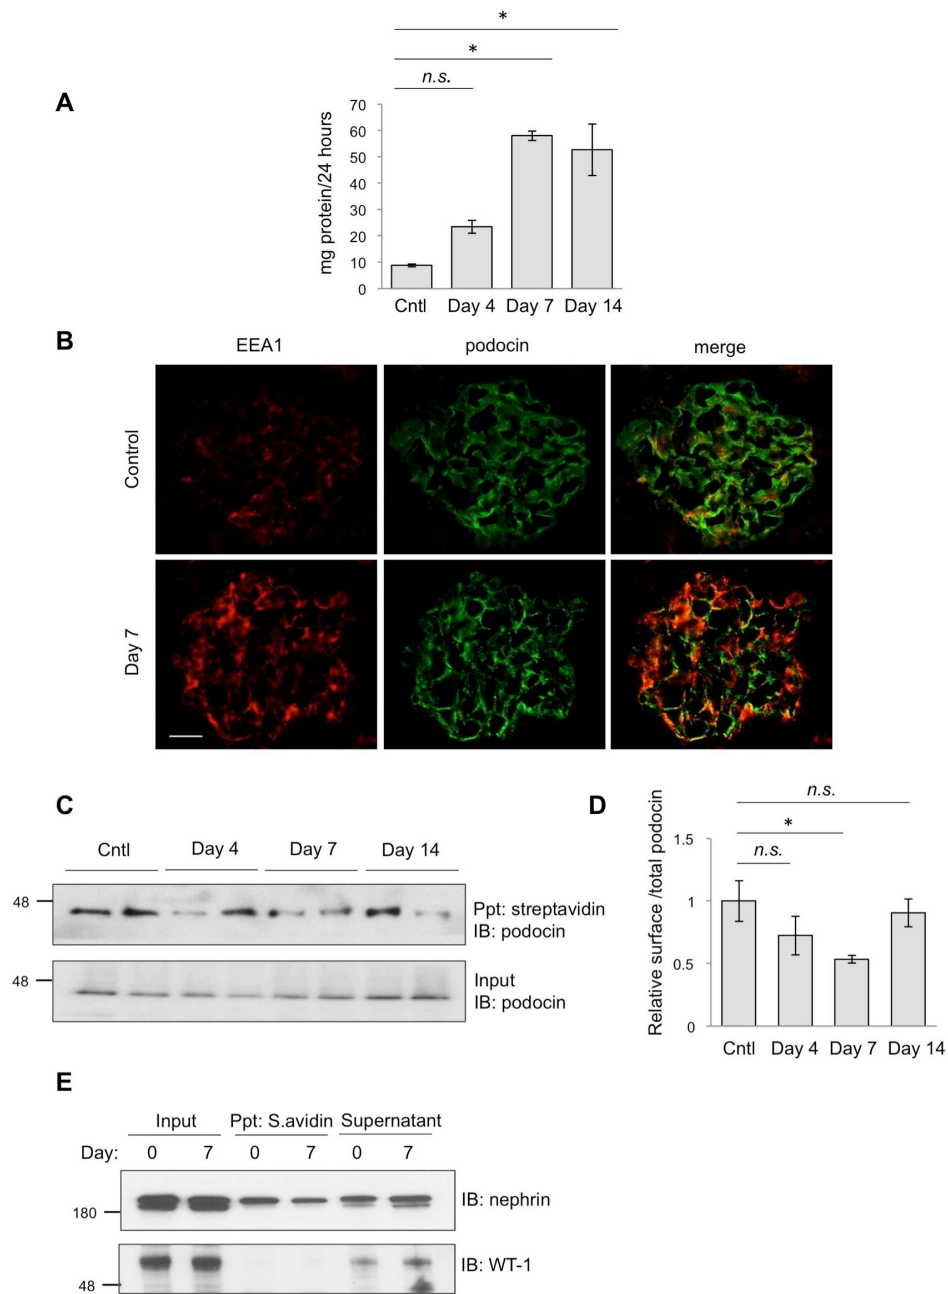 *
*
n.s.
A
70
60
50
40
30
20
10
0
mg protein/24 hours
Cntl Day 4 Day 7 Day 14
B
EEA1 podocin merge
Control
Day 7
C
Cntl Day 4 Day 7 Day 14
48
Ppt: streptavidin
IB: podocin
48
Input
IB: podocin
D
n.s.
*
n.s.
1.5
1
0.5
0
Relative surface /total podocin
Cntl Day 4 Day 7 Day 14
E
Input Ppt: S.avidin Supernatant
Day: 0 7 0 7 0 7
180
IB: nephrin
48
IB: WT-1